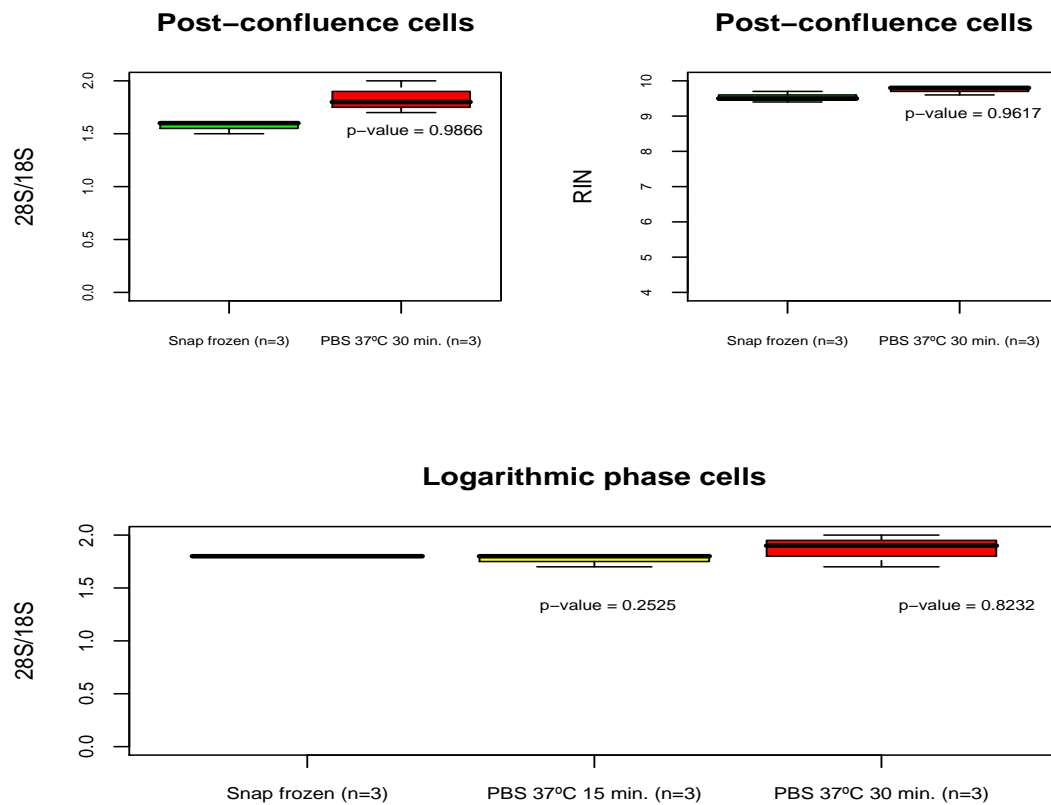 Post−confluence cells
28S/18S
2.0
1.5
1.0
0.5
0.0
p−value = 0.9866
Snap frozen (n=3) PBS 37ºC 30 min. (n=3)
Post−confluence cells
RIN
10
9
8
7
6
5
4
p−value = 0.9617
Snap frozen (n=3) PBS 37ºC 30 min. (n=3)
Logarithmic phase cells
28S/18S
2.0
1.5
1.0
0.5
0.0
p−value = 0.2525 p−value = 0.8232
Snap frozen (n=3) PBS 37ºC 15 min. (n=3) PBS 37ºC 30 min. (n=3)